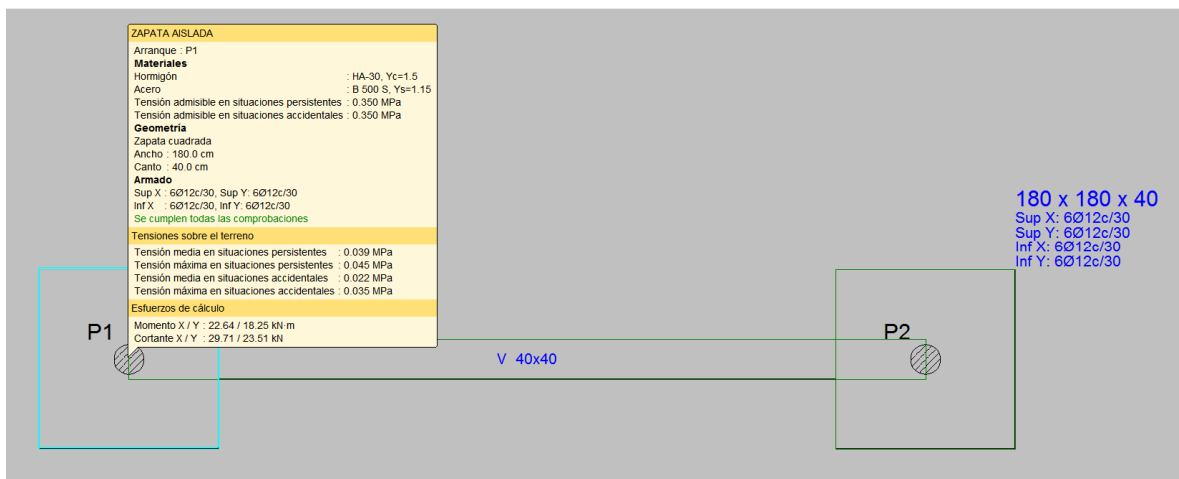 ZAPATA AISLADA
Arranque : P1
Materiales
Hormigón : HA-30, Yc=1.5
Acero : B 500 S, Ys=1.15
Tensión admisible en situaciones persistentes : 0.350 MPa
Tensión admisible en situaciones accidentales : 0.350 MPa
Geometría
Zapata cuadrada
Ancho : 180.0 cm
Canto : 40.0 cm
Armado
Sup X : 6Ø12c/30, Sup Y: 6Ø12c/30
Inf X : 6Ø12c/30, Inf Y: 6Ø12c/30
Se cumplen todas las comprobaciones
Tensiones sobre el terreno
Tensión media en situaciones persistentes : 0.039 MPa
Tensión máxima en situaciones persistentes : 0.045 MPa
Tensión media en situaciones accidentales : 0.022 MPa
Tensión máxima en situaciones accidentales : 0.035 MPa
Esfuerzos de cálculo
Momento X / Y : 22.64 / 18.25 kN·m
Cortante X / Y : 29.71 / 23.51 kN
180 x 180 x 40
Sup X: 6Ø12c/30
Sup Y: 6Ø12c/30
Inf X: 6Ø12c/30
Inf Y: 6Ø12c/30
P1
P2
V 40x40